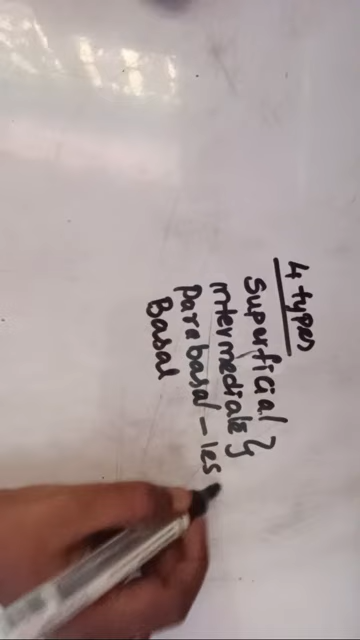 4 types
Superficial }
intermediate }
Parabasal - les
Basal